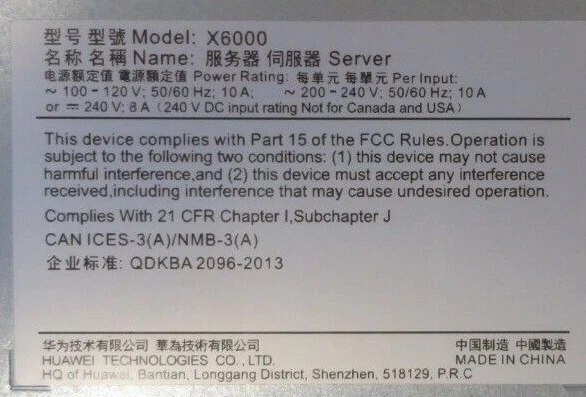 型号 型號 Model: X6000
名称 名稱 Name: 服务器 伺服器 Server
电源额定值 電源額定值 Power Rating: 每单元 每單元 Per Input:
~ 100-120V; 50/60 Hz; 10A; ~ 200-240V; 50/60 Hz; 10A
or ⎓ 240V; 8A (240V DC input rating Not for Canada and USA)
This device complies with Part 15 of the FCC Rules.Operation is
subject to the following two conditions: (1) this device may not cause
harmful interference,and (2) this device must accept any interference
received,including interference that may cause undesired operation.
Complies With 21 CFR Chapter I,Subchapter J
CAN ICES-3(A)/NMB-3(A)
企业标准: QDKBA 2096-2013
华为技术有限公司 華為技術有限公司 中国制造 中國製造
HUAWEI TECHNOLOGIES CO.,LTD. MADE IN CHINA
HQ of Huawei, Bantian, Longgang District, Shenzhen, 518129, P.R.C